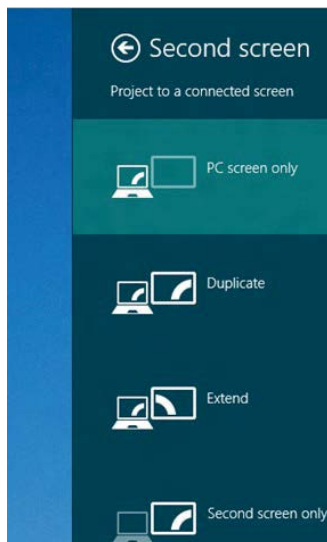 Second screen
Project to a connected screen
PC screen only
Duplicate
Extend
Second screen only